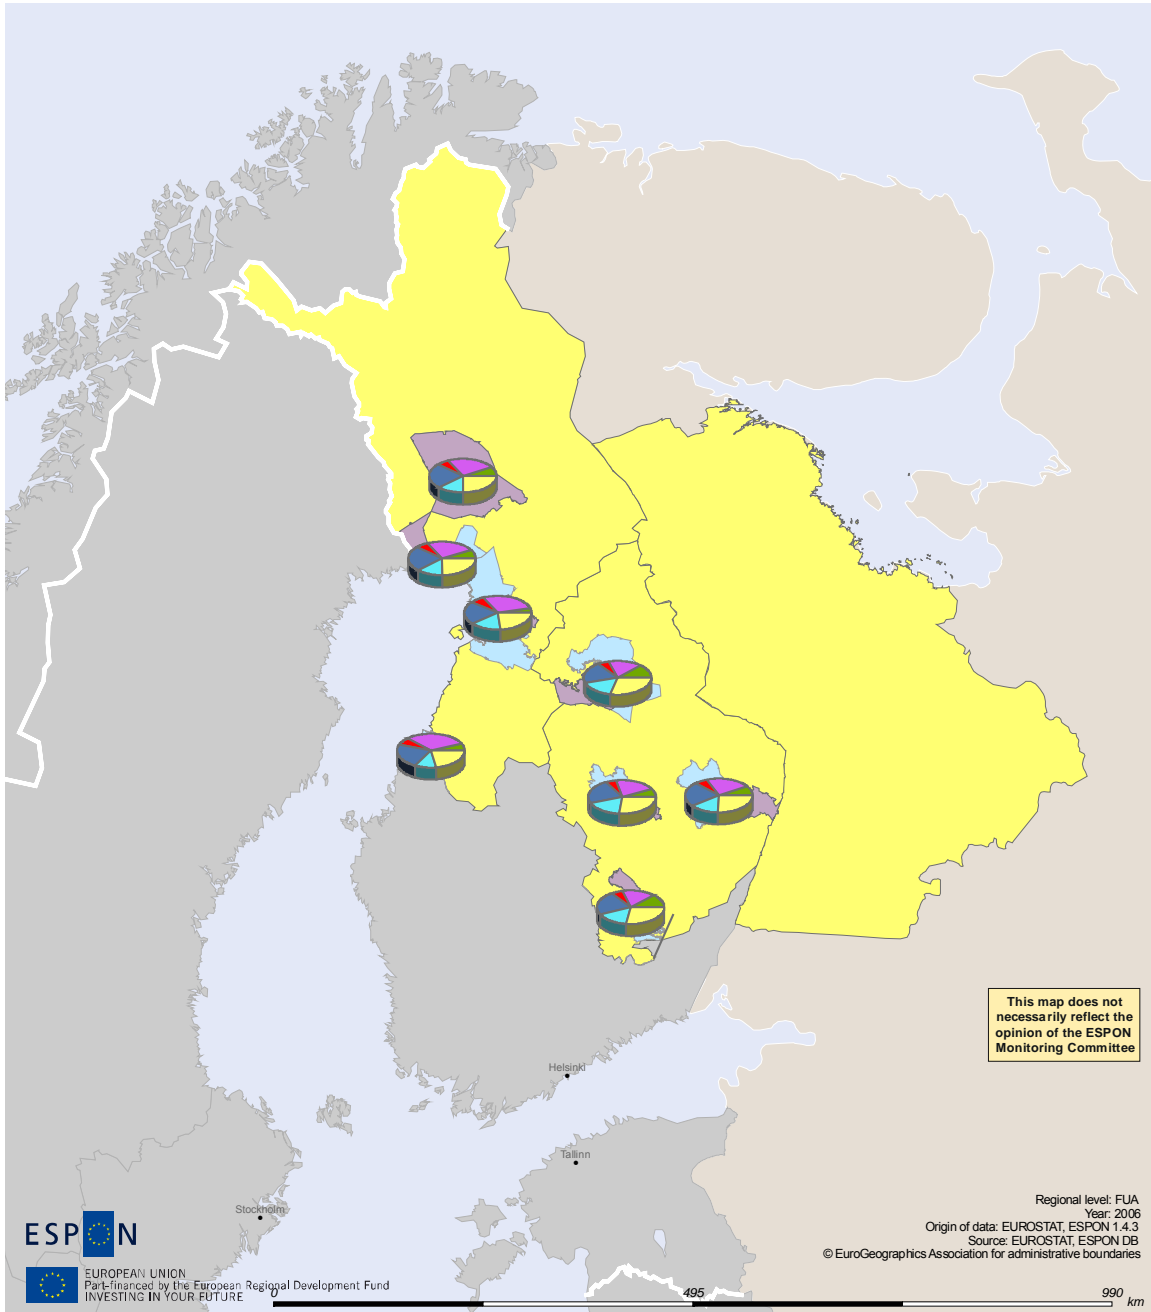 This map does not
necessarily reflect the
opinion of the ESPON
Monitoring Committee
Helsinki
Tallinn
Stockholm
Regional level: FUA
Year: 2006
Origin of data: EUROSTAT, ESPON 1.4.3
Source: EUROSTAT, ESPON DB
© EuroGeographics Association for administrative boundaries
ESPON
EUROPEAN UNION
Part-financed by the European Regional Development Fund
INVESTING IN YOUR FUTURE
0 495 990
km